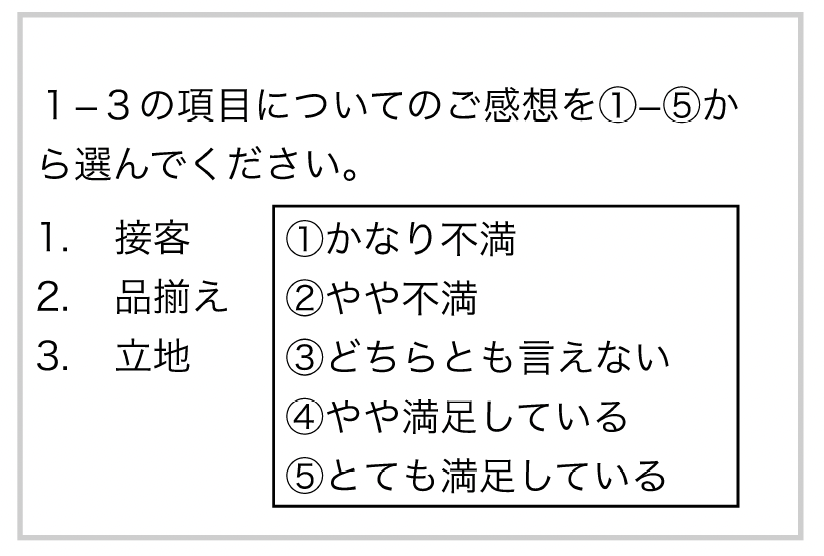 １−３の項目についてのご感想を①−⑤か
ら選んでください。
1. 接客
2. 品揃え
3. 立地
①かなり不満
②やや不満
③どちらとも言えない
④やや満足している
⑤とても満足している